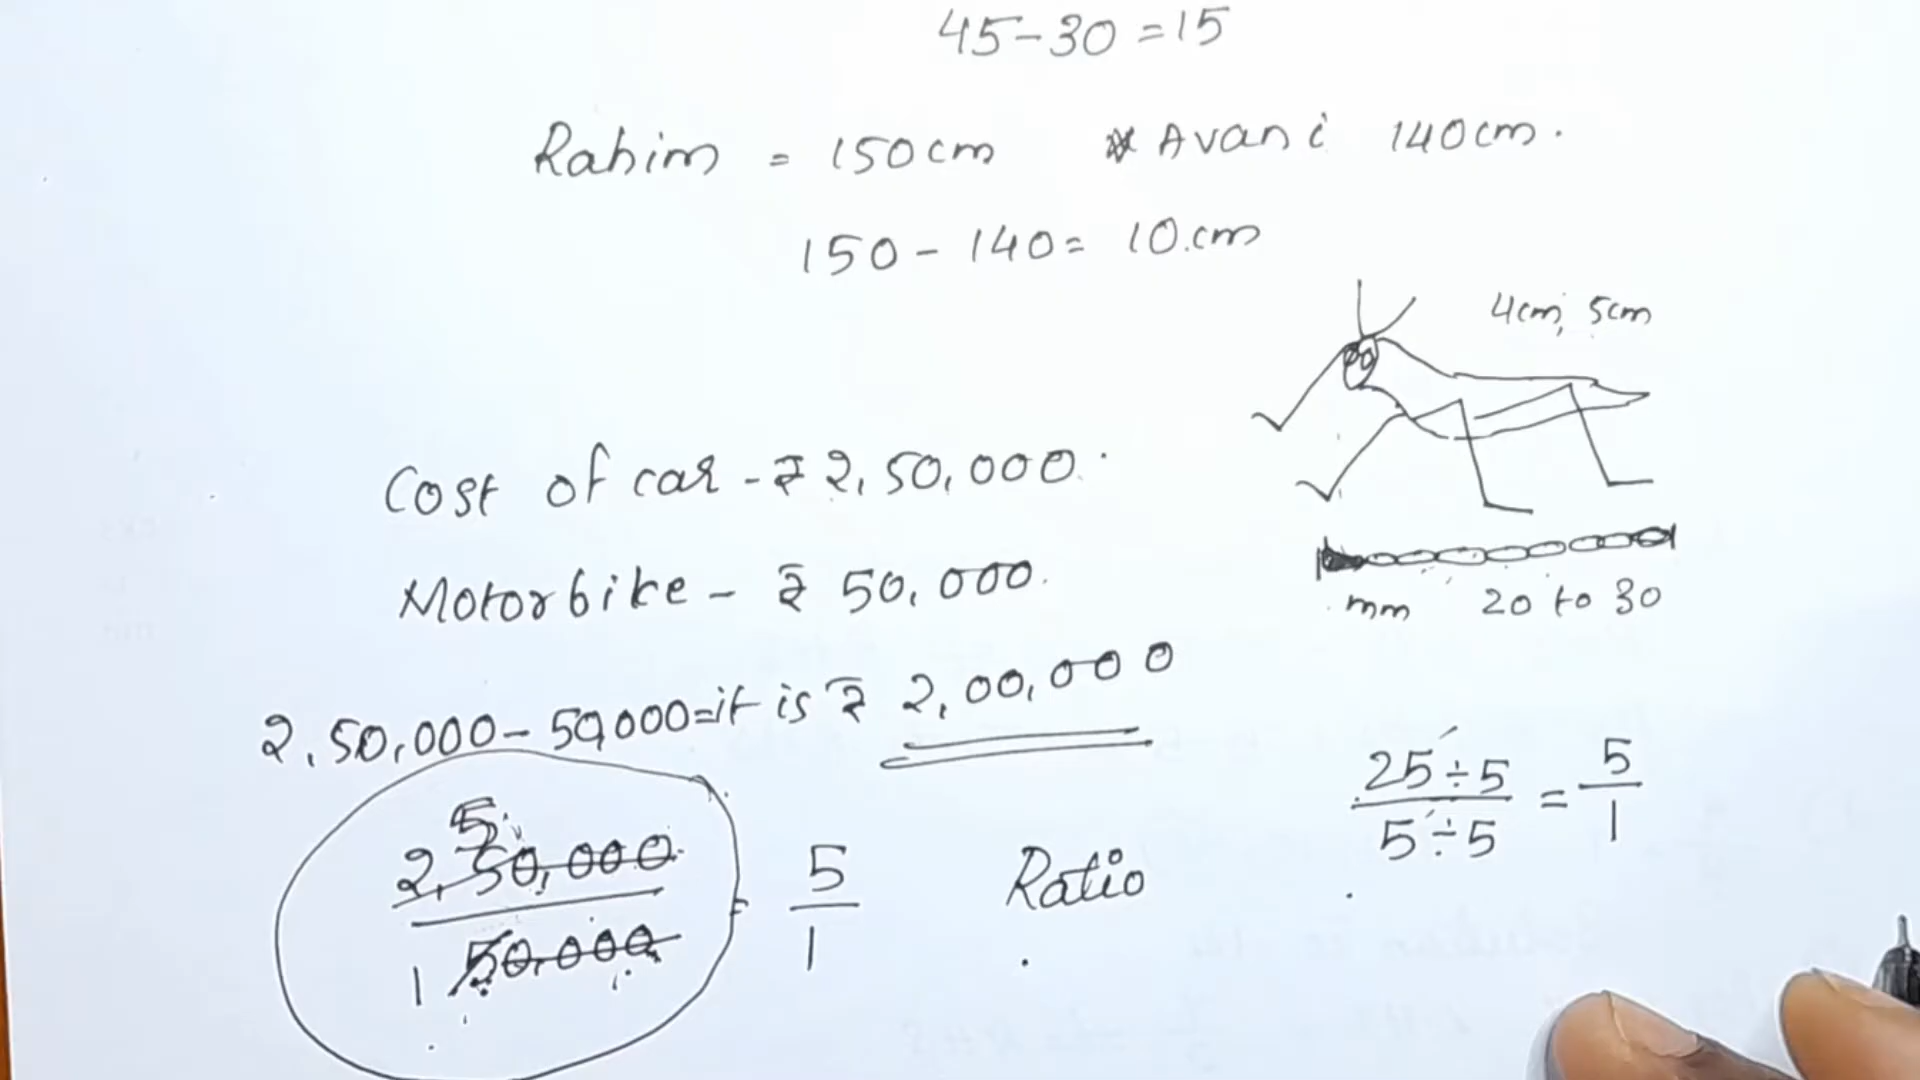 45-30=15
Rahim = 150cm * Avani 140cm.
150 - 140 = 10.cm
4cm, 5cm
Cost of car - ₹ 2,50,000.
Motorbike - ₹ 50,000.
mm 20 to 30
2,50,000-50,000=it is ₹ 2,00,000
25÷5 / 5÷5 = 5/1
5
2,50,000 / 50,000 = 5/1 Ratio
1